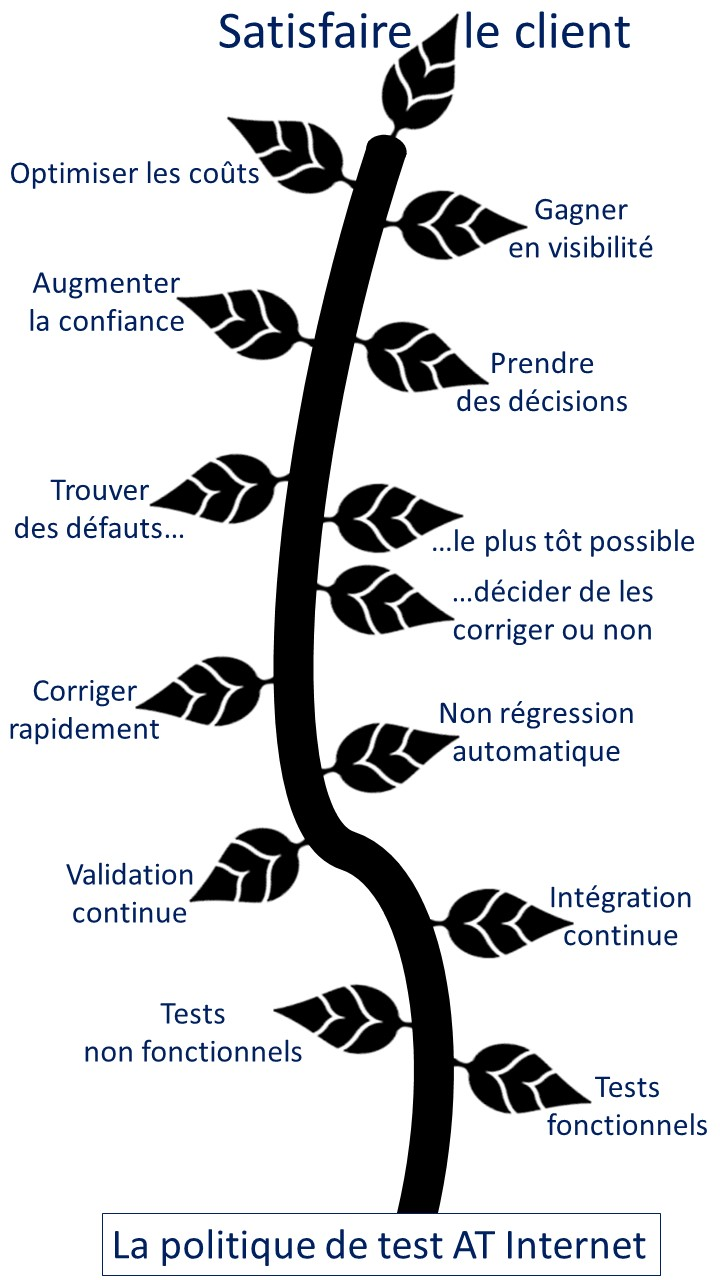 Satisfaire le client
Optimiser les coûts
Gagner
en visibilité
Augmenter
la confiance
Prendre
des décisions
Trouver
des défauts...
...le plus tôt possible
...décider de les
corriger ou non
Corriger
rapidement
Non régression
automatique
Validation
continue
Intégration
continue
Tests
non fonctionnels
Tests
fonctionnels
La politique de test AT Internet